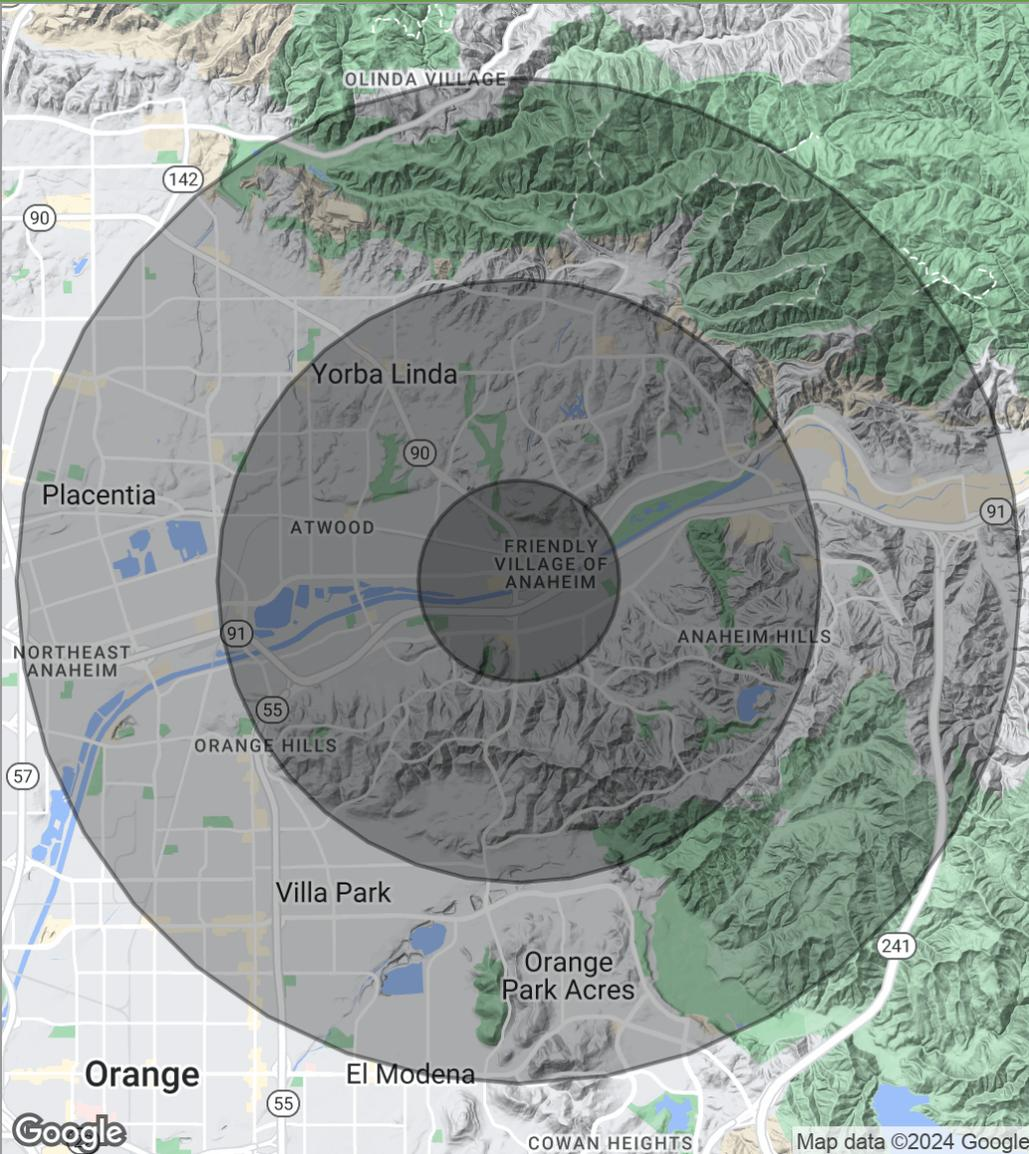 OLINDA VILLAGE
142
90
Yorba Linda
90
Placentia
91
ATWOOD
FRIENDLY
VILLAGE OF
ANAHEIM
91
ANAHEIM HILLS
NORTHEAST
ANAHEIM
55
ORANGE HILLS
57
Villa Park
241
Orange
Park Acres
Orange
El Modena
55
Google
COWAN HEIGHTS
Map data ©2024 Google